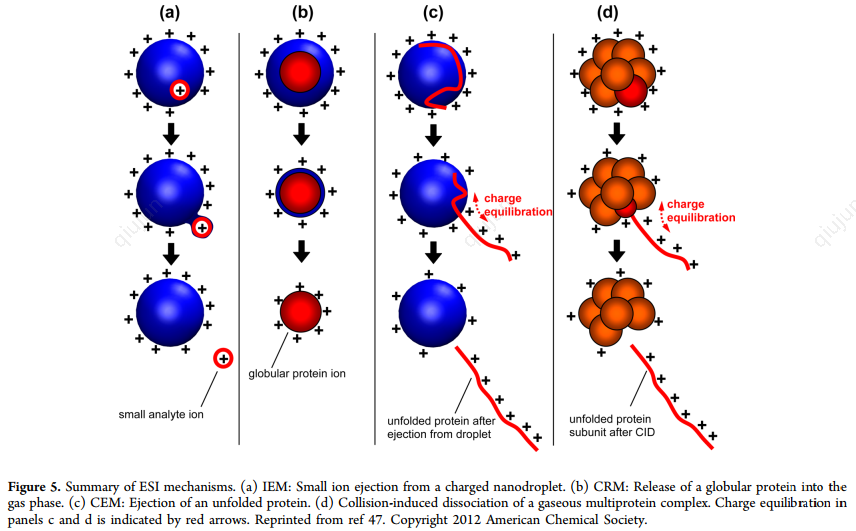 (a)
(b)
(c)
(d)
charge
equilibration
charge
equilibration
small analyte ion
globular protein ion
unfolded protein after
ejection from droplet
unfolded protein
subunit after CID
Figure 5. Summary of ESI mechanisms. (a) IEM: Small ion ejection from a charged nanodroplet. (b) CRM: Release of a globular protein into the
gas phase. (c) CEM: Ejection of an unfolded protein. (d) Collision-induced dissociation of a gaseous multiprotein complex. Charge equilibration in
panels c and d is indicated by red arrows. Reprinted from ref 47. Copyright 2012 American Chemical Society.
qiujun
qiujun